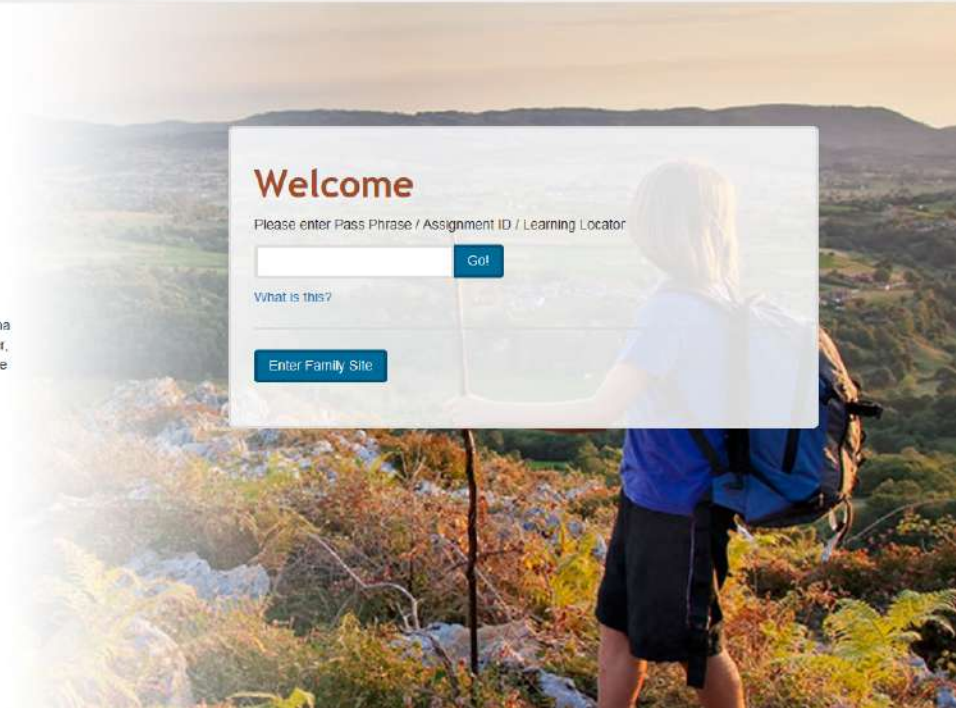 Welcome
Please enter Pass Phrase / Assignment ID / Learning Locator
Go!
What is this?
Enter Family Site
r,
e